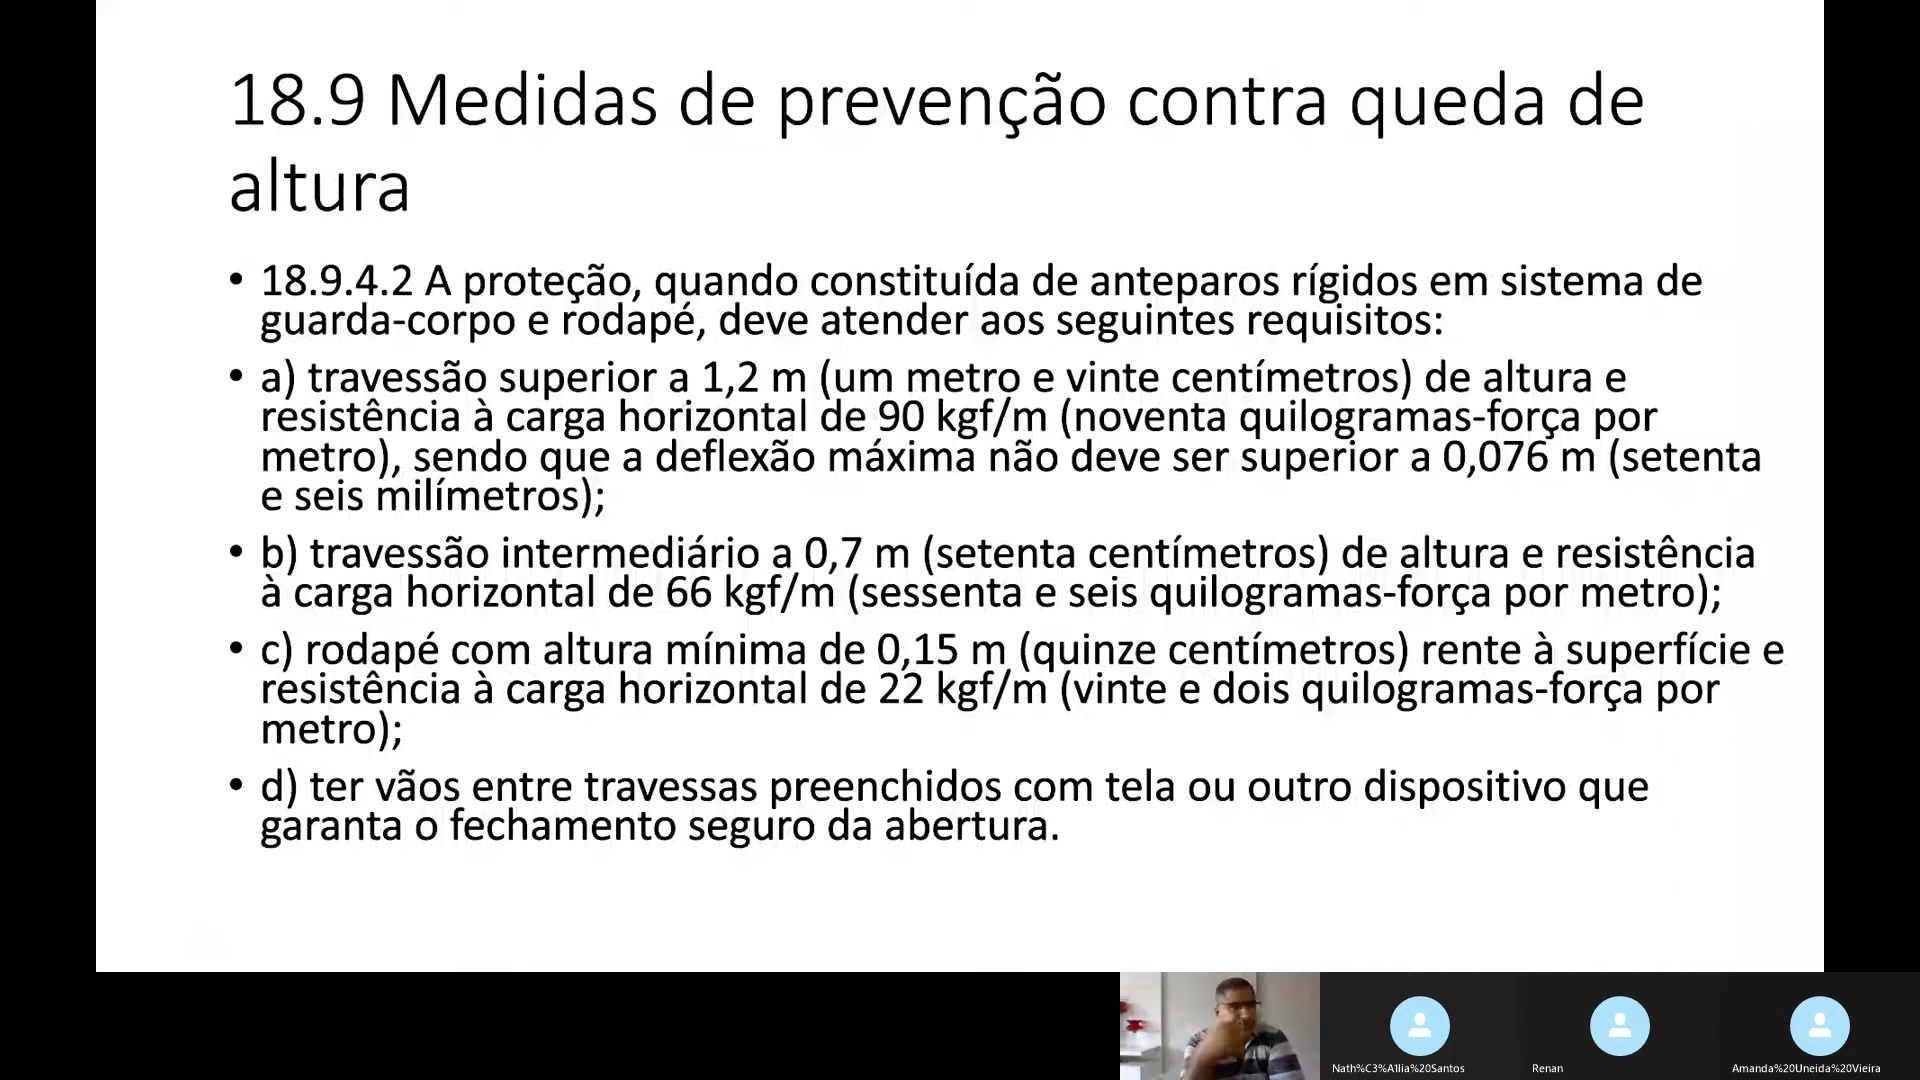 18.9 Medidas de prevenção contra queda de
altura
• 18.9.4.2 A proteção, quando constituída de anteparos rígidos em sistema de
guarda-corpo e rodapé, deve atender aos seguintes requisitos:
• a) travessão superior a 1,2 m (um metro e vinte centímetros) de altura e
resistência à carga horizontal de 90 kgf/m (noventa quilogramas-força por
metro), sendo que a deflexão máxima não deve ser superior a 0,076 m (setenta
e seis milímetros);
• b) travessão intermediário a 0,7 m (setenta centímetros) de altura e resistência
à carga horizontal de 66 kgf/m (sessenta e seis quilogramas-força por metro);
• c) rodapé com altura mínima de 0,15 m (quinze centímetros) rente à superfície e
resistência à carga horizontal de 22 kgf/m (vinte e dois quilogramas-força por
metro);
• d) ter vãos entre travessas preenchidos com tela ou outro dispositivo que
garanta o fechamento seguro da abertura.
Nath%C3%A1lia%20Santos
Renan
Amanda%20Uneida%20Vieira